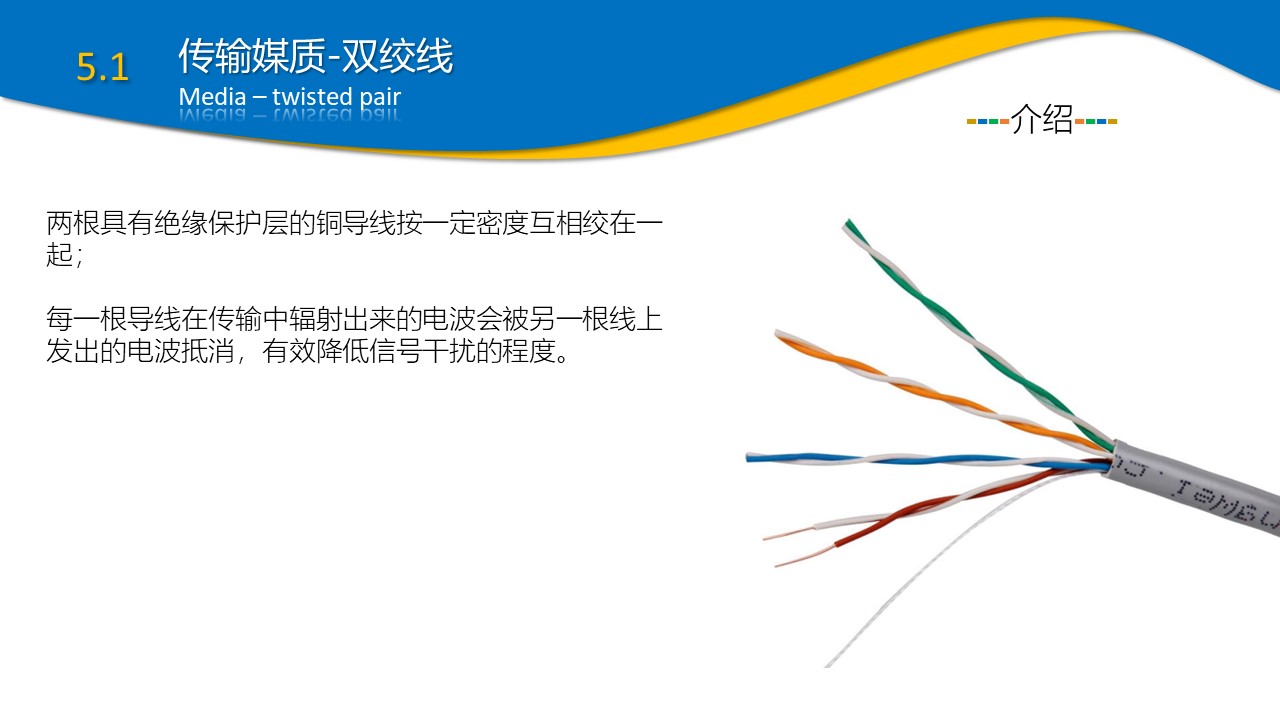 5.1
传输媒质-双绞线
Media – twisted pair
介绍
两根具有绝缘保护层的铜导线按一定密度互相绞在一
起；
每一根导线在传输中辐射出来的电波会被另一根线上
发出的电波抵消，有效降低信号干扰的程度。